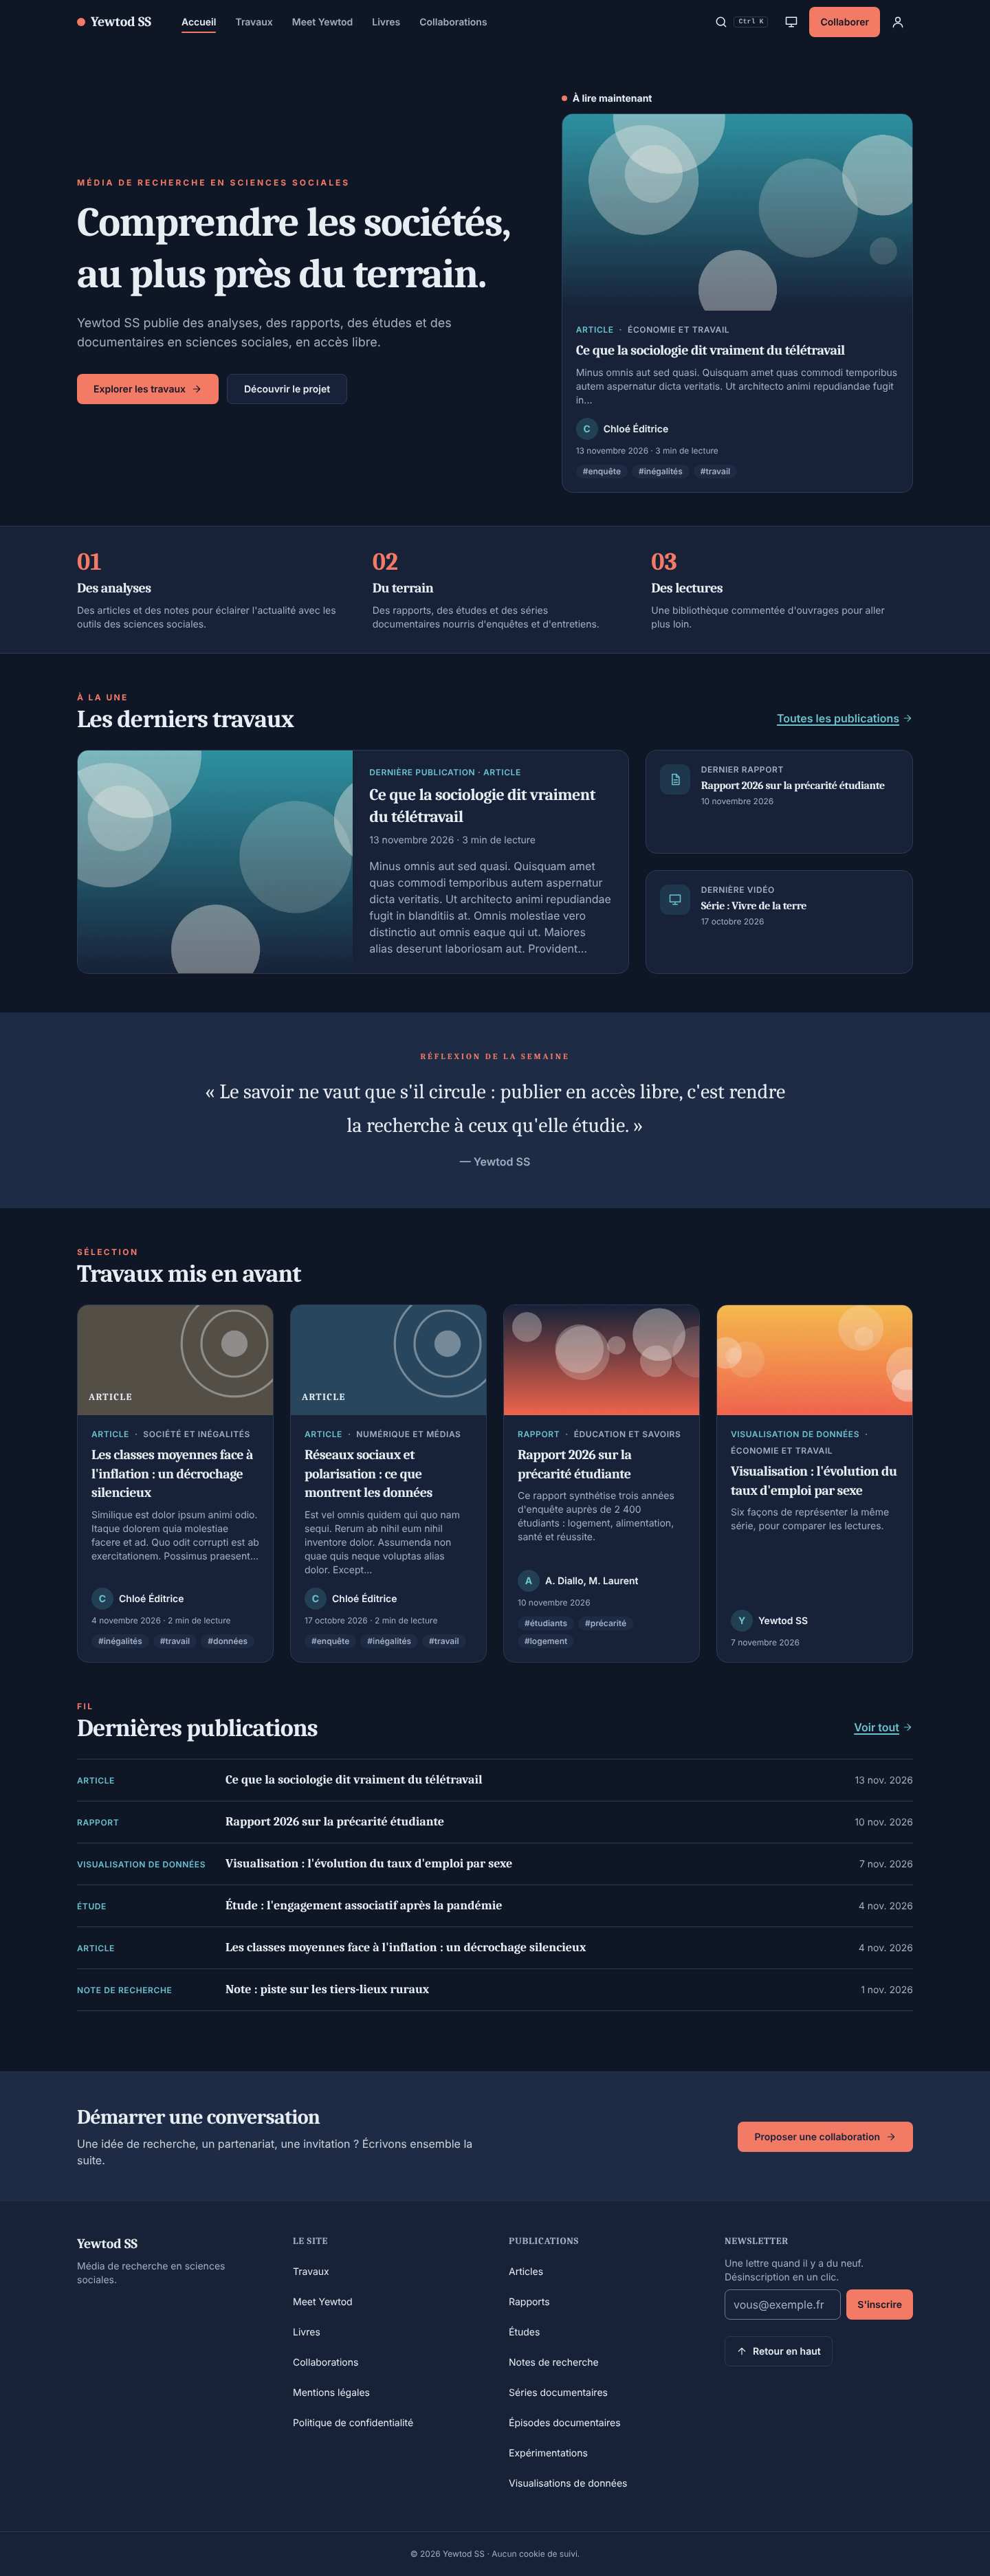 Yewtod SS
Accueil
Travaux
Meet Yewtod
Livres
Collaborations
Ctrl K
Collaborer
MÉDIA DE RECHERCHE EN SCIENCES SOCIALES
Comprendre les sociétés,
au plus près du terrain.
Yewtod SS publie des analyses, des rapports, des études et des
documentaires en sciences sociales, en accès libre.
Explorer les travaux
Découvrir le projet
À lire maintenant
ARTICLE · ÉCONOMIE ET TRAVAIL
Ce que la sociologie dit vraiment du télétravail
Minus omnis aut sed quasi. Quisquam amet quas commodi temporibus
autem aspernatur dicta veritatis. Ut architecto animi repudiandae fugit
in...
C
Chloé Éditrice
13 novembre 2026 · 3 min de lecture
#enquête #inégalités #travail
01
Des analyses
Des articles et des notes pour éclairer l'actualité avec les
outils des sciences sociales.
02
Du terrain
Des rapports, des études et des séries
documentaires nourris d'enquêtes et d'entretiens.
03
Des lectures
Une bibliothèque commentée d'ouvrages pour aller
plus loin.
À LA UNE
Les derniers travaux
Toutes les publications
DERNIÈRE PUBLICATION · ARTICLE
Ce que la sociologie dit vraiment
du télétravail
13 novembre 2026 · 3 min de lecture
Minus omnis aut sed quasi. Quisquam amet
quas commodi temporibus autem aspernatur
dicta veritatis. Ut architecto animi repudiandae
fugit in blanditiis at. Omnis molestiae vero
distinctio aut omnis eaque qui ut. Maiores
alias deserunt laboriosam aut. Provident...
DERNIER RAPPORT
Rapport 2026 sur la précarité étudiante
10 novembre 2026
DERNIÈRE VIDÉO
Série : Vivre de la terre
17 octobre 2026
RÉFLEXION DE LA SEMAINE
« Le savoir ne vaut que s'il circule : publier en accès libre, c'est rendre
la recherche à ceux qu'elle étudie. »
— Yewtod SS
SÉLECTION
Travaux mis en avant
ARTICLE
ARTICLE · SOCIÉTÉ ET INÉGALITÉS
Les classes moyennes face à
l'inflation : un décrochage
silencieux
Similique est dolor ipsum animi odio.
Itaque dolorem quia molestiae
facere et ad. Quo odit corrupti est ab
exercitationem. Possimus praesent...
C
Chloé Éditrice
4 novembre 2026 · 2 min de lecture
#inégalités #travail #données
ARTICLE
ARTICLE · NUMÉRIQUE ET MÉDIAS
Réseaux sociaux et
polarisation : ce que
montrent les données
Est vel omnis quidem qui quo nam
sequi. Rerum ab nihil eum nihil
inventore dolor. Assumenda non
quae quis neque voluptas alias
dolor. Except...
C
Chloé Éditrice
17 octobre 2026 · 2 min de lecture
#enquête #inégalités #travail
RAPPORT · ÉDUCATION ET SAVOIRS
Rapport 2026 sur la
précarité étudiante
Ce rapport synthétise trois années
d'enquête auprès de 2 400
étudiants : logement, alimentation,
santé et réussite.
A
A. Diallo, M. Laurent
10 novembre 2026
#étudiants #précarité
#logement
VISUALISATION DE DONNÉES ·
ÉCONOMIE ET TRAVAIL
Visualisation : l'évolution du
taux d'emploi par sexe
Six façons de représenter la même
série, pour comparer les lectures.
Y
Yewtod SS
7 novembre 2026
FIL
Dernières publications
Voir tout
ARTICLE
Ce que la sociologie dit vraiment du télétravail
13 nov. 2026
RAPPORT
Rapport 2026 sur la précarité étudiante
10 nov. 2026
VISUALISATION DE DONNÉES
Visualisation : l'évolution du taux d'emploi par sexe
7 nov. 2026
ÉTUDE
Étude : l'engagement associatif après la pandémie
4 nov. 2026
ARTICLE
Les classes moyennes face à l'inflation : un décrochage silencieux
4 nov. 2026
NOTE DE RECHERCHE
Note : piste sur les tiers-lieux ruraux
1 nov. 2026
Démarrer une conversation
Une idée de recherche, un partenariat, une invitation ? Écrivons ensemble la
suite.
Proposer une collaboration
Yewtod SS
Média de recherche en sciences
sociales.
LE SITE
Travaux
Meet Yewtod
Livres
Collaborations
Mentions légales
Politique de confidentialité
PUBLICATIONS
Articles
Rapports
Études
Notes de recherche
Séries documentaires
Épisodes documentaires
Expérimentations
Visualisations de données
NEWSLETTER
Une lettre quand il y a du neuf.
Désinscription en un clic.
vous@exemple.fr
S'inscrire
Retour en haut
© 2026 Yewtod SS · Aucun cookie de suivi.